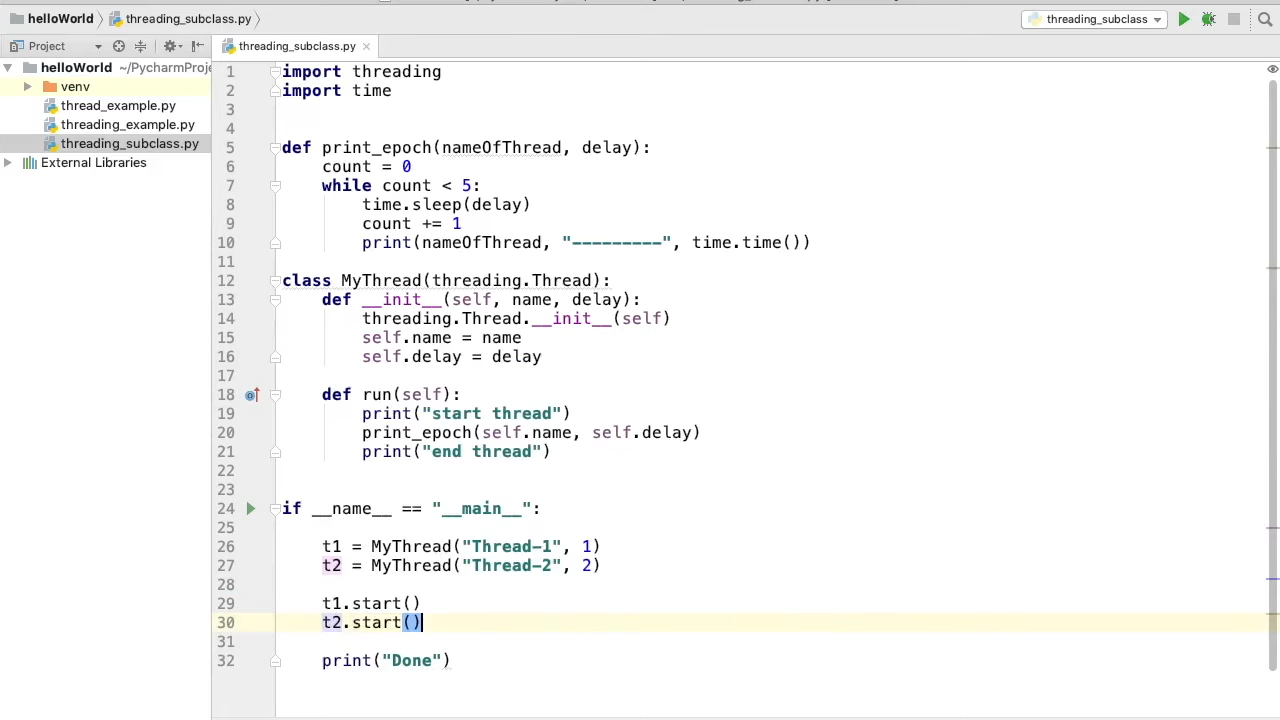 helloWorld threading_subclass.py threading_subclass
Project threading_subclass.py
helloWorld ~/PycharmProje
venv
thread_example.py
threading_example.py
threading_subclass.py
External Libraries
1 import threading
2 import time
3
4
5 def print_epoch(nameOfThread, delay):
6     count = 0
7     while count < 5:
8         time.sleep(delay)
9         count += 1
10         print(nameOfThread, "---------", time.time())
11
12 class MyThread(threading.Thread):
13     def __init__(self, name, delay):
14         threading.Thread.__init__(self)
15         self.name = name
16         self.delay = delay
17
18     def run(self):
19         print("start thread")
20         print_epoch(self.name, self.delay)
21         print("end thread")
22
23
24 if __name__ == "__main__":
25
26     t1 = MyThread("Thread-1", 1)
27     t2 = MyThread("Thread-2", 2)
28
29     t1.start()
30     t2.start()
31
32     print("Done")